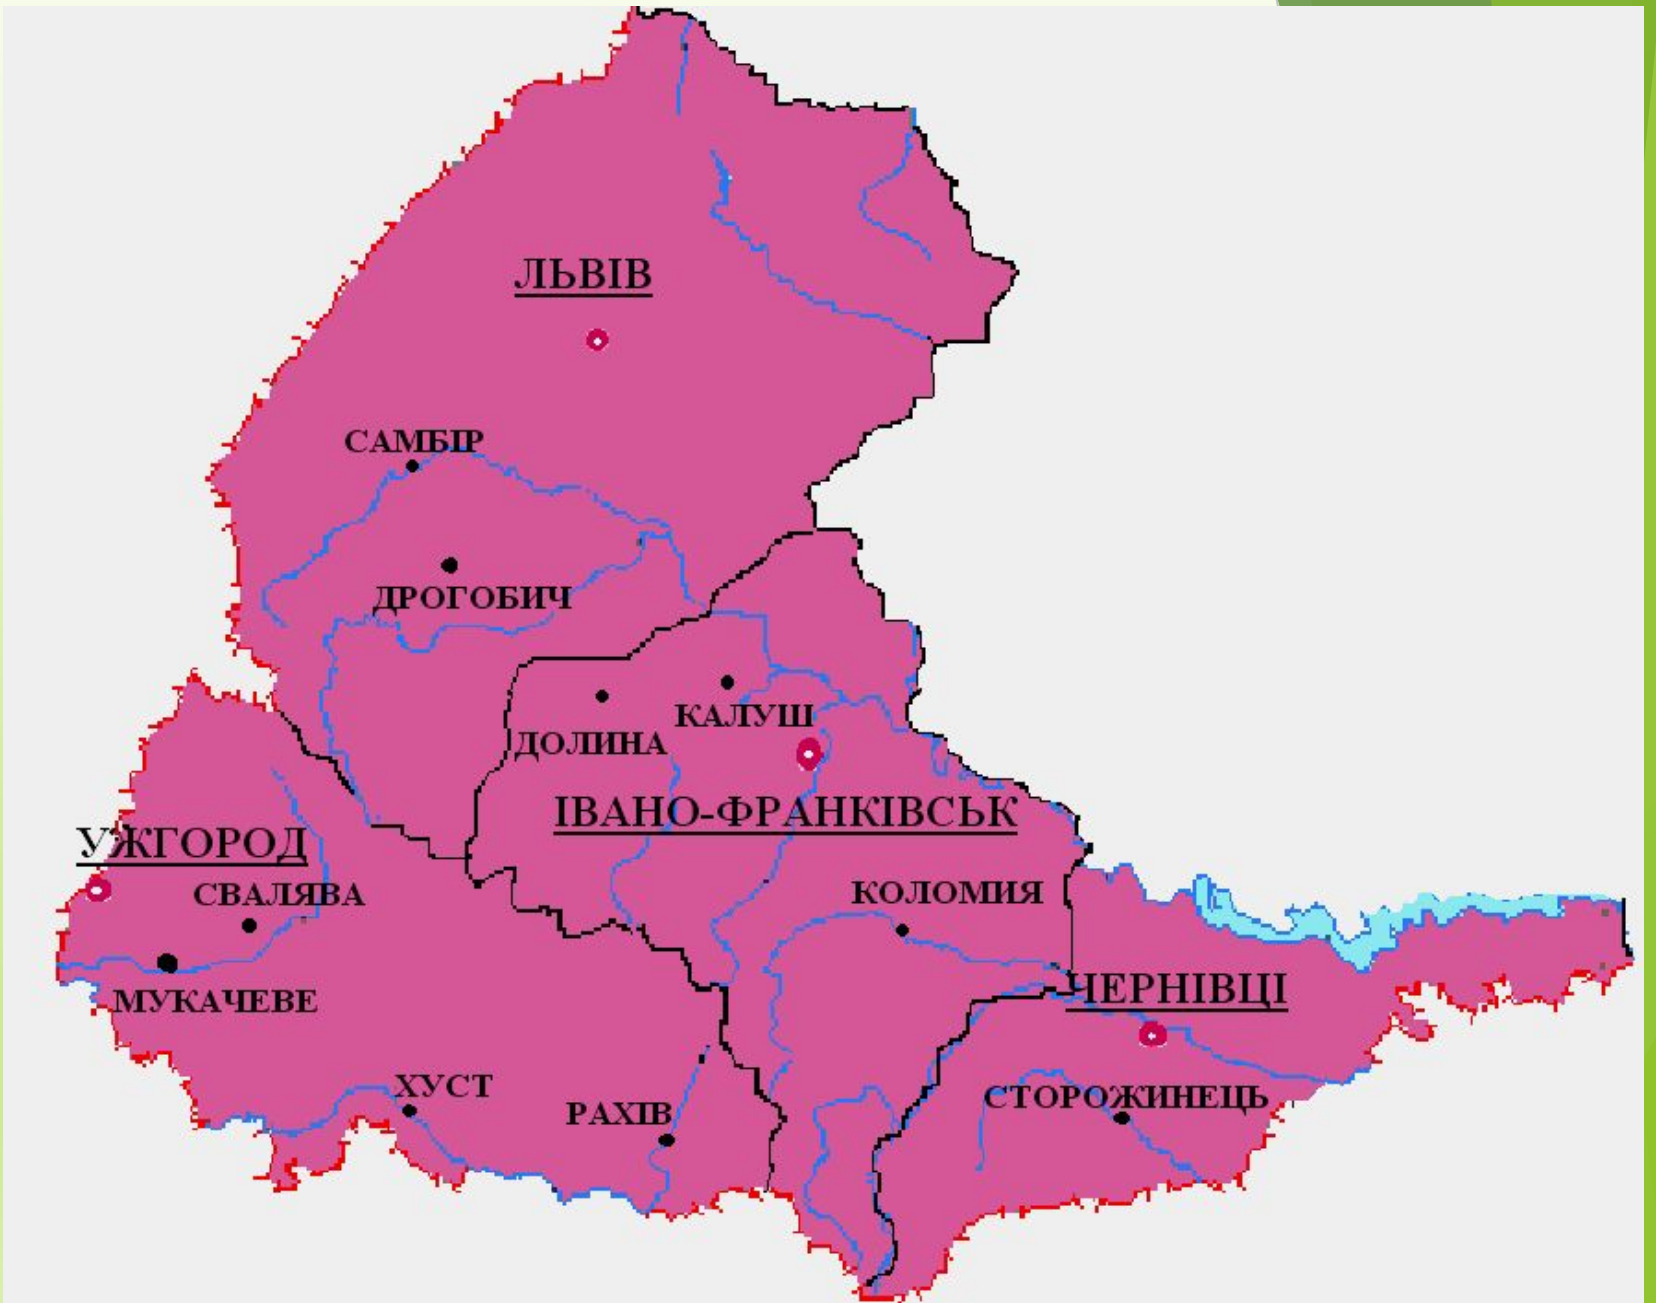 ЛЬВІВ
САМБІР
ДРОГОБИЧ
КАЛУШ
ДОЛИНА
ІВАНО-ФРАНКІВСЬК
УЖГОРОД
СВАЛЯВА
КОЛОМИЯ
МУКАЧЕВЕ
ЧЕРНІВЦІ
ХУСТ
РАХІВ
СТОРОЖИНЕЦЬ